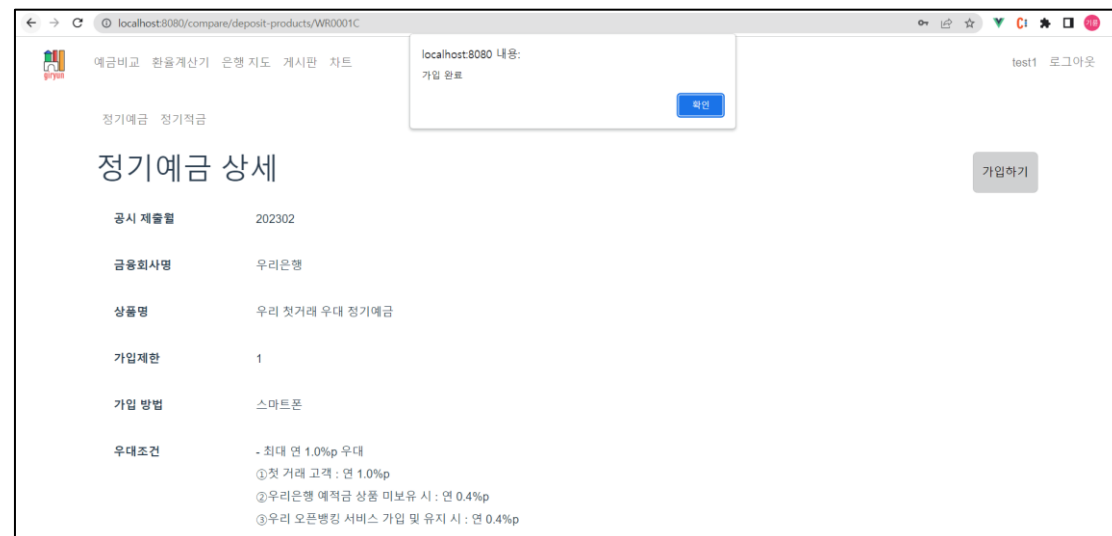 localhost:8080/compare/deposit-products/WR0001C
기륜
giryun
예금비교 환율계산기 은행 지도 게시판 차트
test1 로그아웃
localhost:8080 내용:
가입 완료
확인
정기예금 정기적금
정기예금 상세
가입하기
공시 제출월 202302
금융회사명 우리은행
상품명 우리 첫거래 우대 정기예금
가입제한 1
가입 방법 스마트폰
우대조건 - 최대 연 1.0%p 우대
①첫 거래 고객 : 연 1.0%p
②우리은행 예적금 상품 미보유 시 : 연 0.4%p
③우리 오픈뱅킹 서비스 가입 및 유지 시 : 연 0.4%p